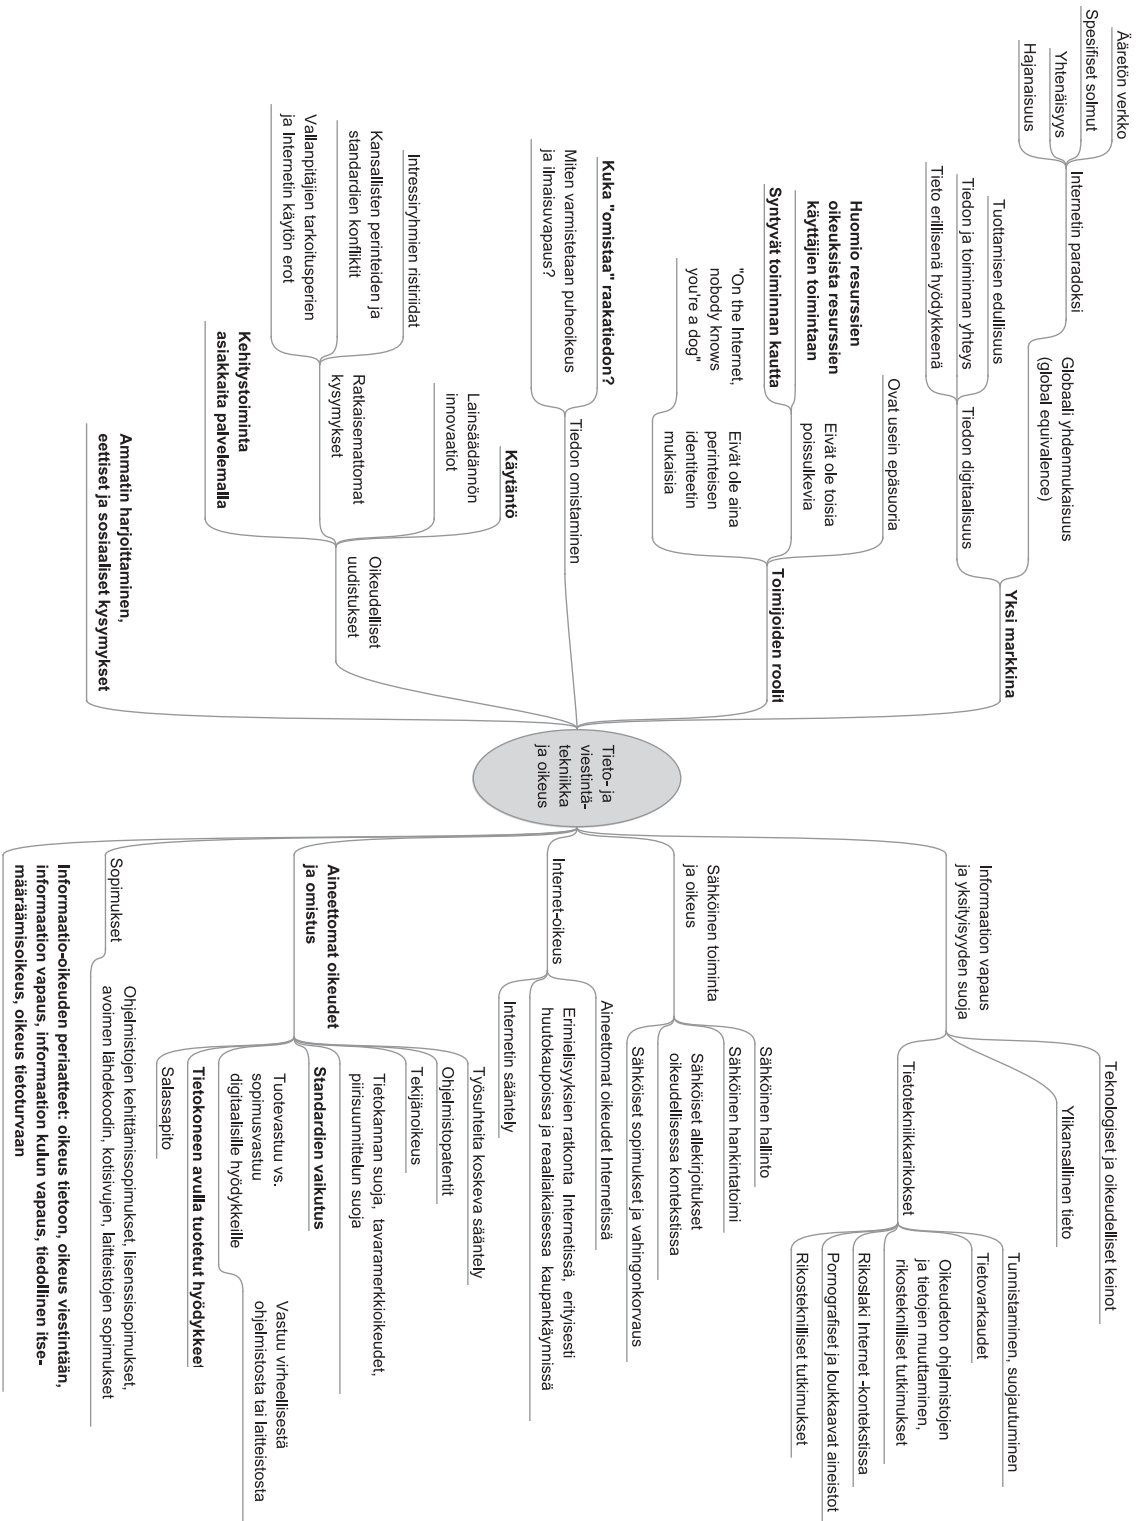 Ääretön verkko
Spesifiset solmut
Yhtenäisyys
Hajanaisuus
Internetin paradoksi
Globaali yhdenmukaisuus
(global equivalence)
Tuottamisen edullisuus
Tiedon ja toiminnan yhteys
Tieto erillisenä hyödykkeenä
Tiedon digitaalisuus
Yksi markkina
Ovat usein epäsuoria
Huomio resurssien
oikeuksista resurssien
käyttäjien toimintaan
Syntyvät toiminnan kautta
Eivät ole toisia
poissulkevia
"On the Internet,
nobody knows
you're a dog"
Eivät ole aina
perinteisen
identiteetin
mukaisia
Toimijoiden roolit
Kuka "omistaa" raakatiedon?
Miten varmistetaan puheoikeus
ja ilmaisuvapaus?
Tiedon omistaminen
Käytäntö
Lainsäädännön
innovaatiot
Intressiryhmien ristiriidat
Kansallisten perinteiden ja
standardien konfliktit
Vallanpitäjien tarkoitusperien
ja Internetin käytön erot
Ratkaisemattomat
kysymykset
Kehitystoiminta
asiakkaita palvelemalla
Oikeudelliset
uudistukset
Ammatin harjoittaminen,
eettiset ja sosiaaliset kysymykset
Tieto- ja
viestintä-
tekniikka
ja oikeus
Informaation vapaus
ja yksityisyyden suoja
Teknologiset ja oikeudelliset keinot
Ylikansallinen tieto
Tietotekniikkarikokset
Tunnistaminen, suojautuminen
Tietovarkaudet
Oikeudeton ohjelmistojen
ja tietojen muuttaminen,
rikosteknilliset tutkimukset
Rikoslaki Internet -kontekstissa
Pornografiset ja loukkaavat aineistot
Rikosteknilliset tutkimukset
Sähköinen toiminta
ja oikeus
Sähköinen hallinto
Sähköinen hankintatoimi
Sähköiset allekirjoitukset
oikeudellisessa kontekstissa
Sähköiset sopimukset ja vahingonkorvaus
Internet-oikeus
Aineettomat oikeudet Internetissä
Erimielisyyksien ratkonta Internetissä, erityisesti
huutokaupoissa ja reaaliaikaisessa kaupankäynnissä
Internetin sääntely
Aineettomat oikeudet
ja omistus
Työsuhteita koskeva sääntely
Ohjelmistopatentit
Tekijänoikeus
Tietokannan suoja, tavaramerkkioikeudet,
piirisuunnittelun suoja
Standardien vaikutus
Tuotevastuu vs.
sopimusvastuu
digitaalisille hyödykkeille
Vastuu virheellisestä
ohjelmistosta tai laitteistosta
Tietokoneen avulla tuotetut hyödykkeet
Salassapito
Sopimukset
Ohjelmistojen kehittämissopimukset, lisenssisopimukset,
avoimen lähdekoodin, kotisivujen, laitteistojen sopimukset
Informaatio-oikeuden periaatteet: oikeus tietoon, oikeus viestintään,
informaation vapaus, informaation kulun vapaus, tiedollinen itse-
määräämisoikeus, oikeus tietoturvaan